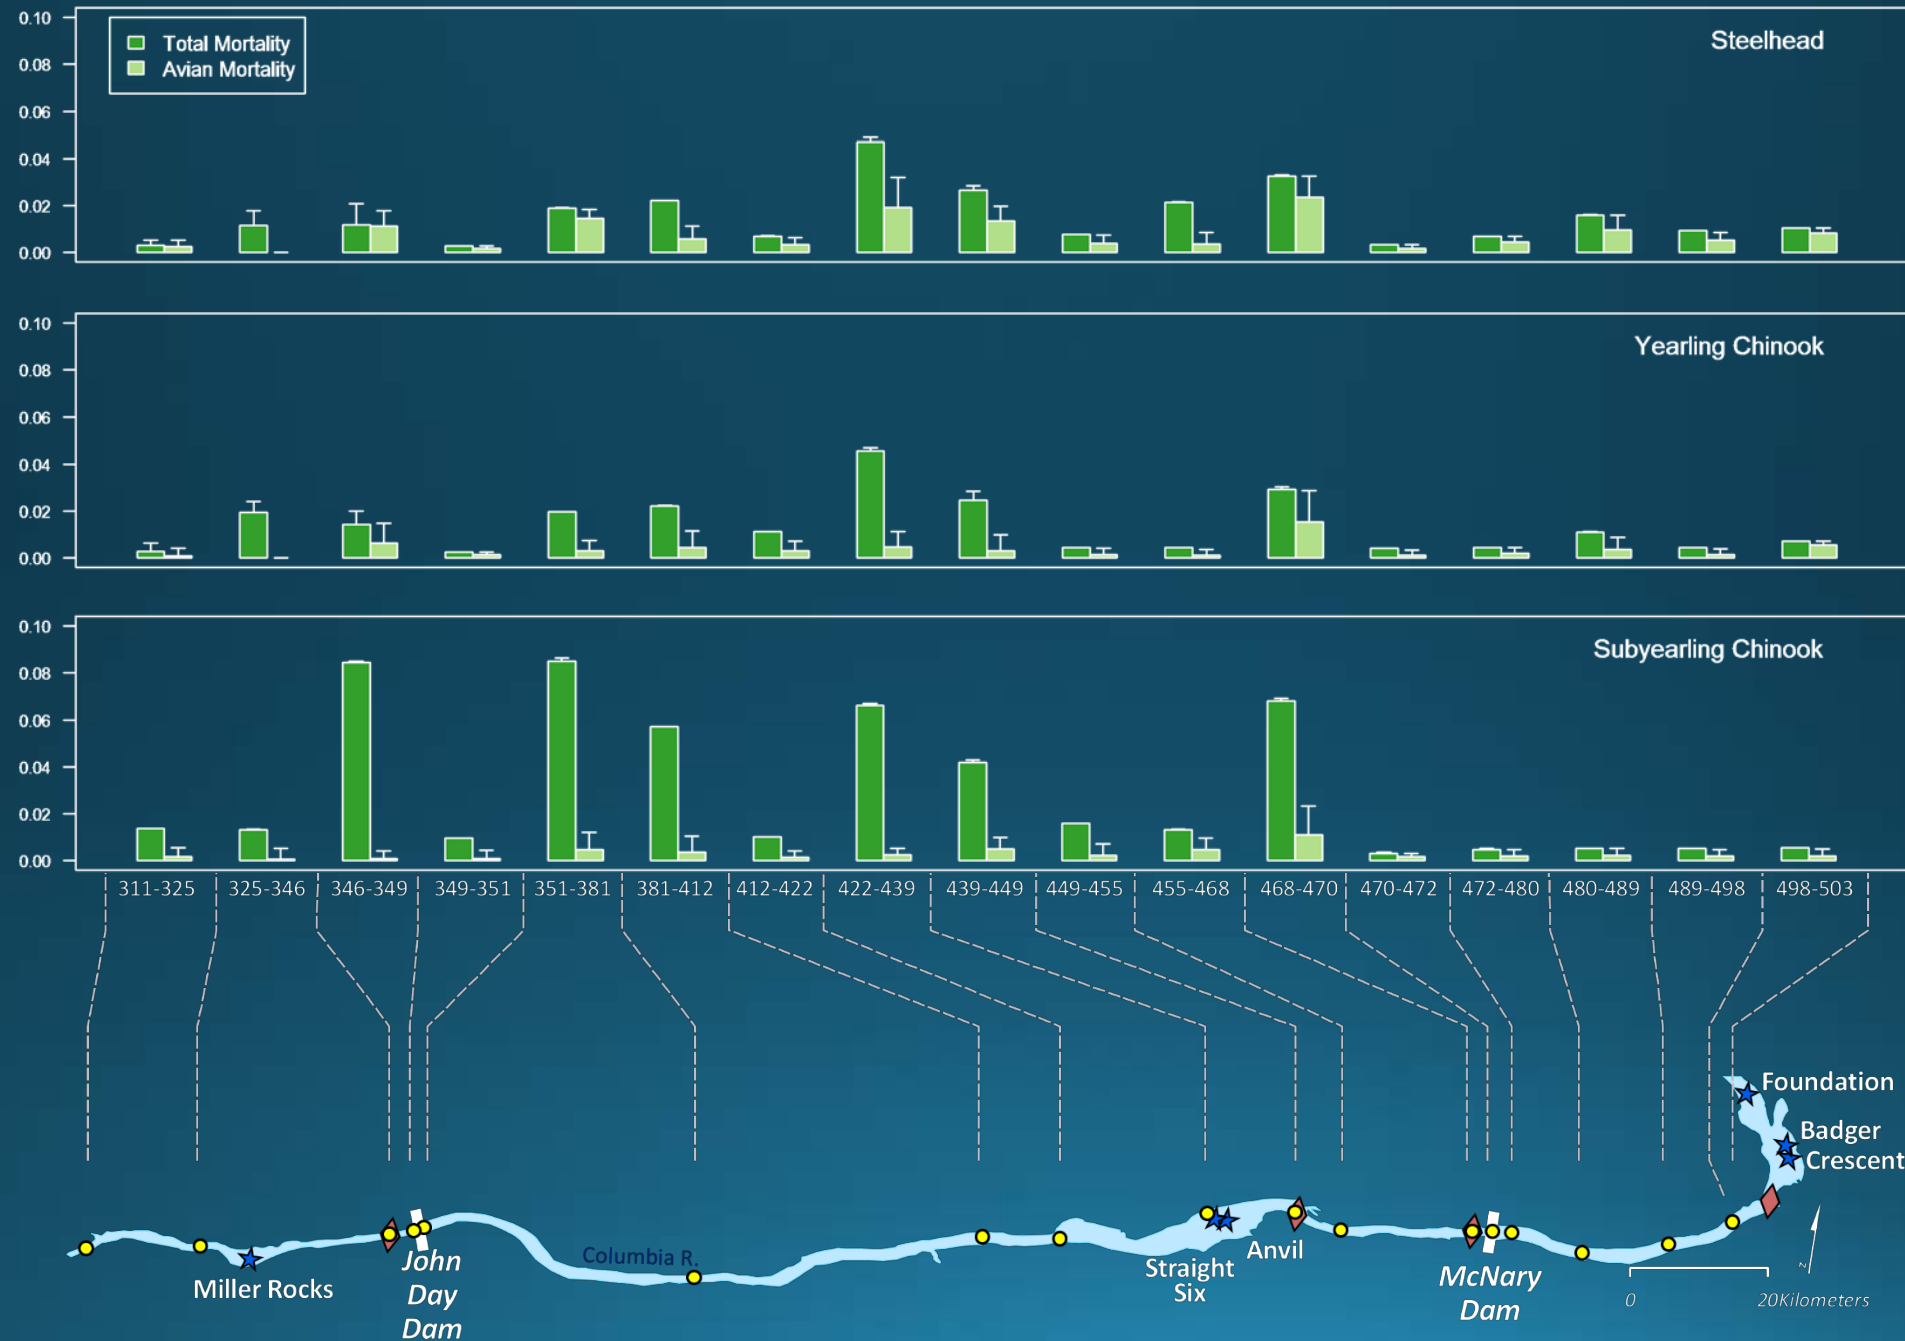 0.10
0.08
0.06
0.04
0.02
0.00
Total Mortality
Avian Mortality
Steelhead
0.10
0.08
0.06
0.04
0.02
0.00
Yearling Chinook
0.10
0.08
0.06
0.04
0.02
0.00
Subyearling Chinook
311-325 325-346 346-349 349-351 351-381 381-412 412-422 422-439 439-449 449-455 455-468 468-470 470-472 472-480 480-489 489-498 498-503
Foundation
Badger
Crescent
Columbia R.
Miller Rocks
John
Day
Dam
Straight
Six
Anvil
McNary
Dam
z
0 20Kilometers